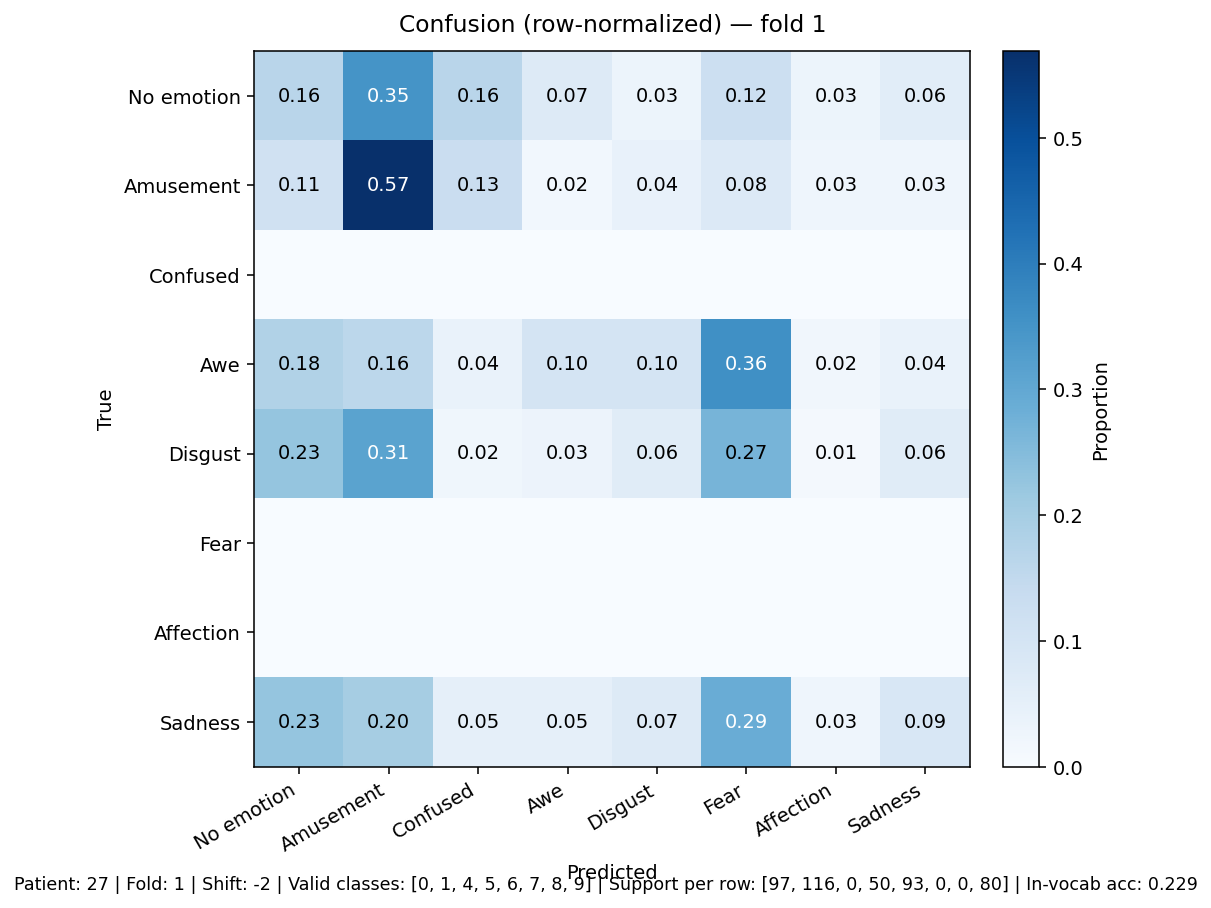 Confusion (row-normalized) — fold 1
No emotion 0.16 0.35 0.16 0.07 0.03 0.12 0.03 0.06
Amusement 0.11 0.57 0.13 0.02 0.04 0.08 0.03 0.03
Confused
Awe 0.18 0.16 0.04 0.10 0.10 0.36 0.02 0.04
Disgust 0.23 0.31 0.02 0.03 0.06 0.27 0.01 0.06
Fear
Affection
Sadness 0.23 0.20 0.05 0.05 0.07 0.29 0.03 0.09
True
No emotion Amusement Confused Awe Disgust Fear Affection Sadness
Predicted
0.5
0.4
0.3
0.2
0.1
0.0
Proportion
Patient: 27 | Fold: 1 | Shift: -2 | Valid classes: [0, 1, 4, 5, 6, 7, 8, 9] | Support per row: [97, 116, 0, 50, 93, 0, 0, 80] | In-vocab acc: 0.229